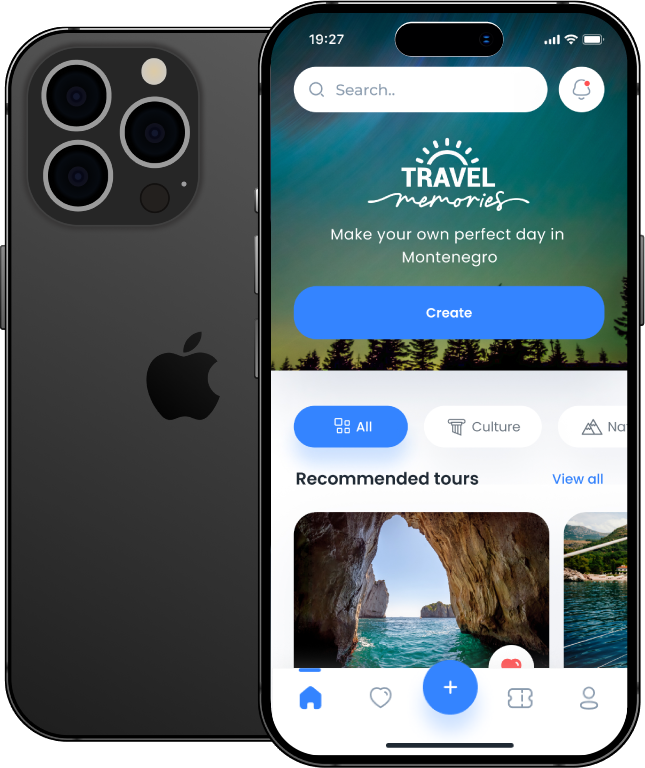 19:27
Search..
TRAVEL
memories
Make your own perfect day in
Montenegro
Create
All
Culture
Na
Recommended tours
View all